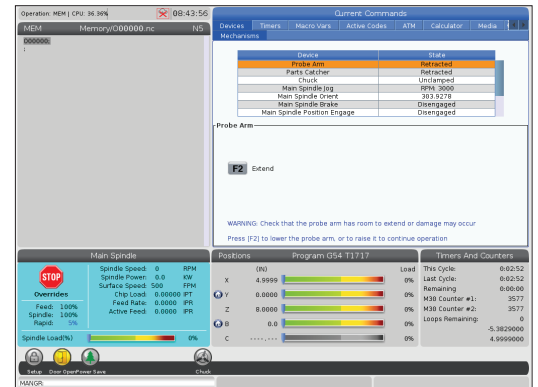 Operation: MEM | CPU: 36.36%
08:43:56
MEM Memory/O00000.nc N5
O00000;
;
Current Commands
Devices Timers Macro Vars Active Codes ATM Calculator Media
Mechanisms
Device State
Probe Arm Retracted
Parts Catcher Retracted
Chuck Unclamped
Main Spindle Jog RPM: 3000
Main Spindle Orient 303.9278
Main Spindle Brake Disengaged
Main Spindle Position Engage Disengaged
Probe Arm
F2 Extend
WARNING: Check that the probe arm has room to extend or damage may occur
Press [F2] to lower the probe arm, or to raise it to continue operation
Main Spindle
STOP
Overrides
Feed: 100%
Spindle: 100%
Rapid: 5%
Spindle Speed: 0 RPM
Spindle Power: 0.0 KW
Surface Speed: 500 FPM
Chip Load: 0.00000 IPT
Feed Rate: 0.0000 IPR
Active Feed: 0.0000 IPR
Spindle Load(%) 0%
Positions Program G54 T1717
(IN) Load
X 4.9999 0%
Y 0.0000 0%
Z 8.0000 0%
B 0.0 0%
C ----.--- 0%
Timers And Counters
This Cycle: 0:02:52
Last Cycle: 0:02:52
Remaining 0:00:00
M30 Counter #1: 3577
M30 Counter #2: 3577
Loops Remaining: 0
-5.3829000
4.9999000
Setup Door Open Power Save Chuck
MANGR: